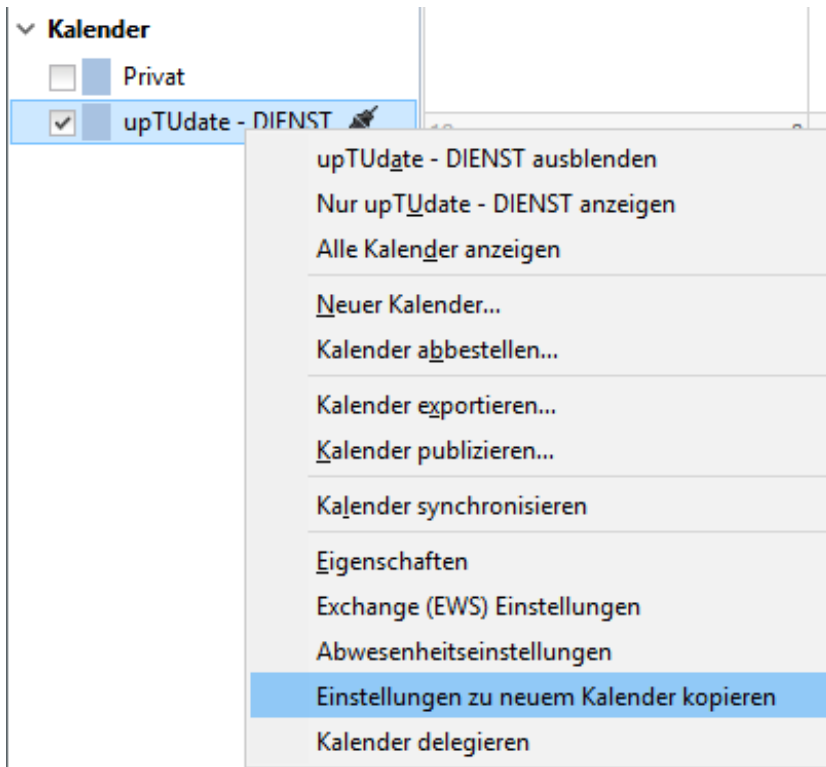 Kalender
Privat
upTUdate - DIENST
upTUdate - DIENST ausblenden
Nur upTUdate - DIENST anzeigen
Alle Kalender anzeigen
Neuer Kalender...
Kalender abbestellen...
Kalender exportieren...
Kalender publizieren...
Kalender synchronisieren
Eigenschaften
Exchange (EWS) Einstellungen
Abwesenheitseinstellungen
Einstellungen zu neuem Kalender kopieren
Kalender delegieren